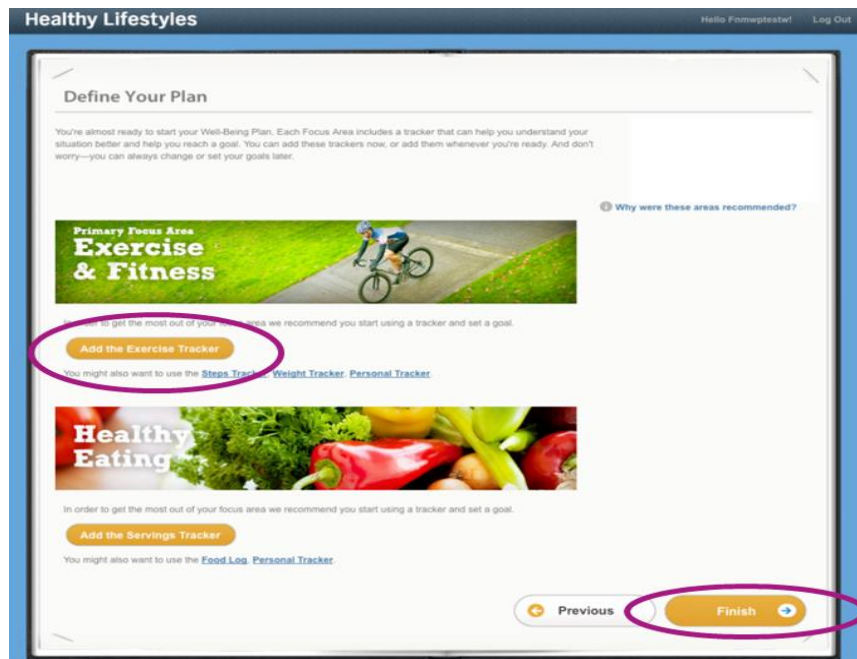 Healthy Lifestyles
Hello Fnmwptestw! Log Out
Define Your Plan
You're almost ready to start your Well-Being Plan. Each Focus Area includes a tracker that can help you understand your
situation better and help you reach a goal. You can add these trackers now, or add them whenever you're ready. And don't
worry—you can always change or set your goals later.
Why were these areas recommended?
Primary Focus Area
Exercise
& Fitness
In order to get the most out of your focus area we recommend you start using a tracker and set a goal.
Add the Exercise Tracker
You might also want to use the Steps Tracker, Weight Tracker, Personal Tracker
Healthy
Eating
In order to get the most out of your focus area we recommend you start using a tracker and set a goal.
Add the Servings Tracker
You might also want to use the Food Log, Personal Tracker
Previous
Finish